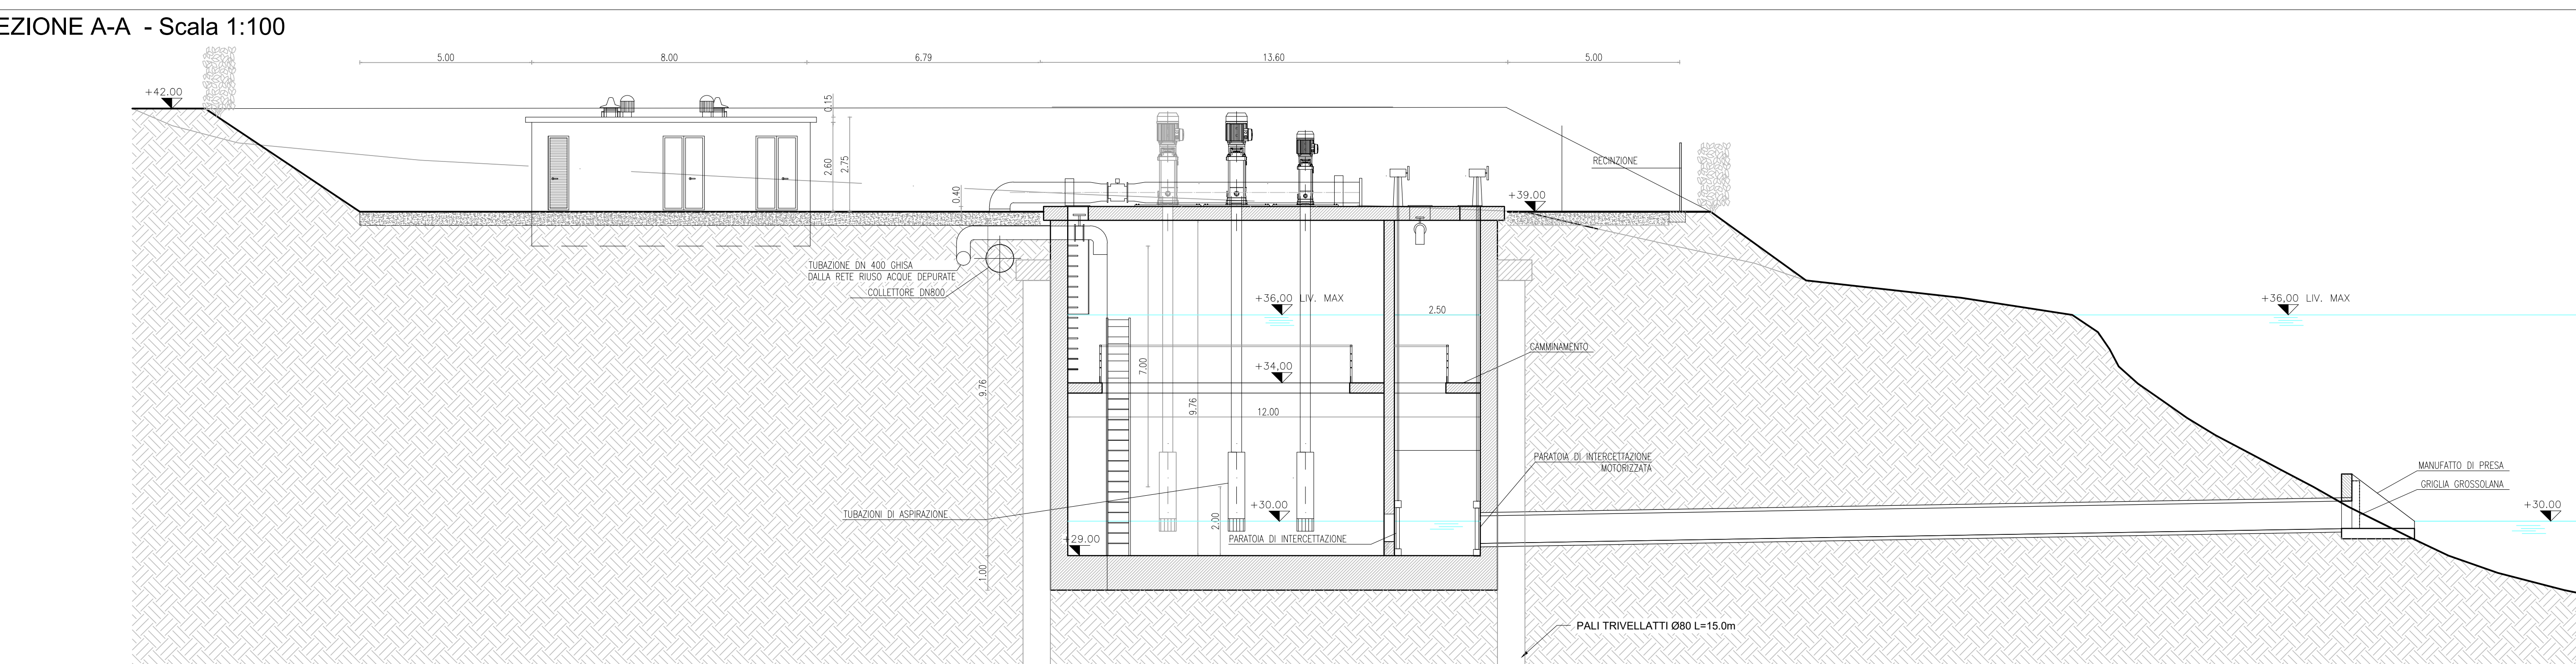 EZIONE A-A - Scala 1:100
5.00
8.00
6.79
13.60
5.00
+42.00
0.15
2.60
2.75
0.40
RECINZIONE
+39.00
TUBAZIONE DN 400 GHISA
DALLA RETE RIUSO ACQUE DEPURATE
COLLETTORE DN800
+36,00 LIV. MAX
2.50
+36,00 LIV. MAX
CAMMINAMENTO
7.00
+34,00
9.76
9.76
12.00
PARATOIA DI INTERCETTAZIONE
MOTORIZZATA
MANUFATTO DI PRESA
GRIGLIA GROSSOLANA
TUBAZIONI DI ASPIRAZIONE
+30.00
+30.00
2.00
PARATOIA DI INTERCETTAZIONE
+29.00
1.00
PALI TRIVELLATTI Ø80 L=15.0m